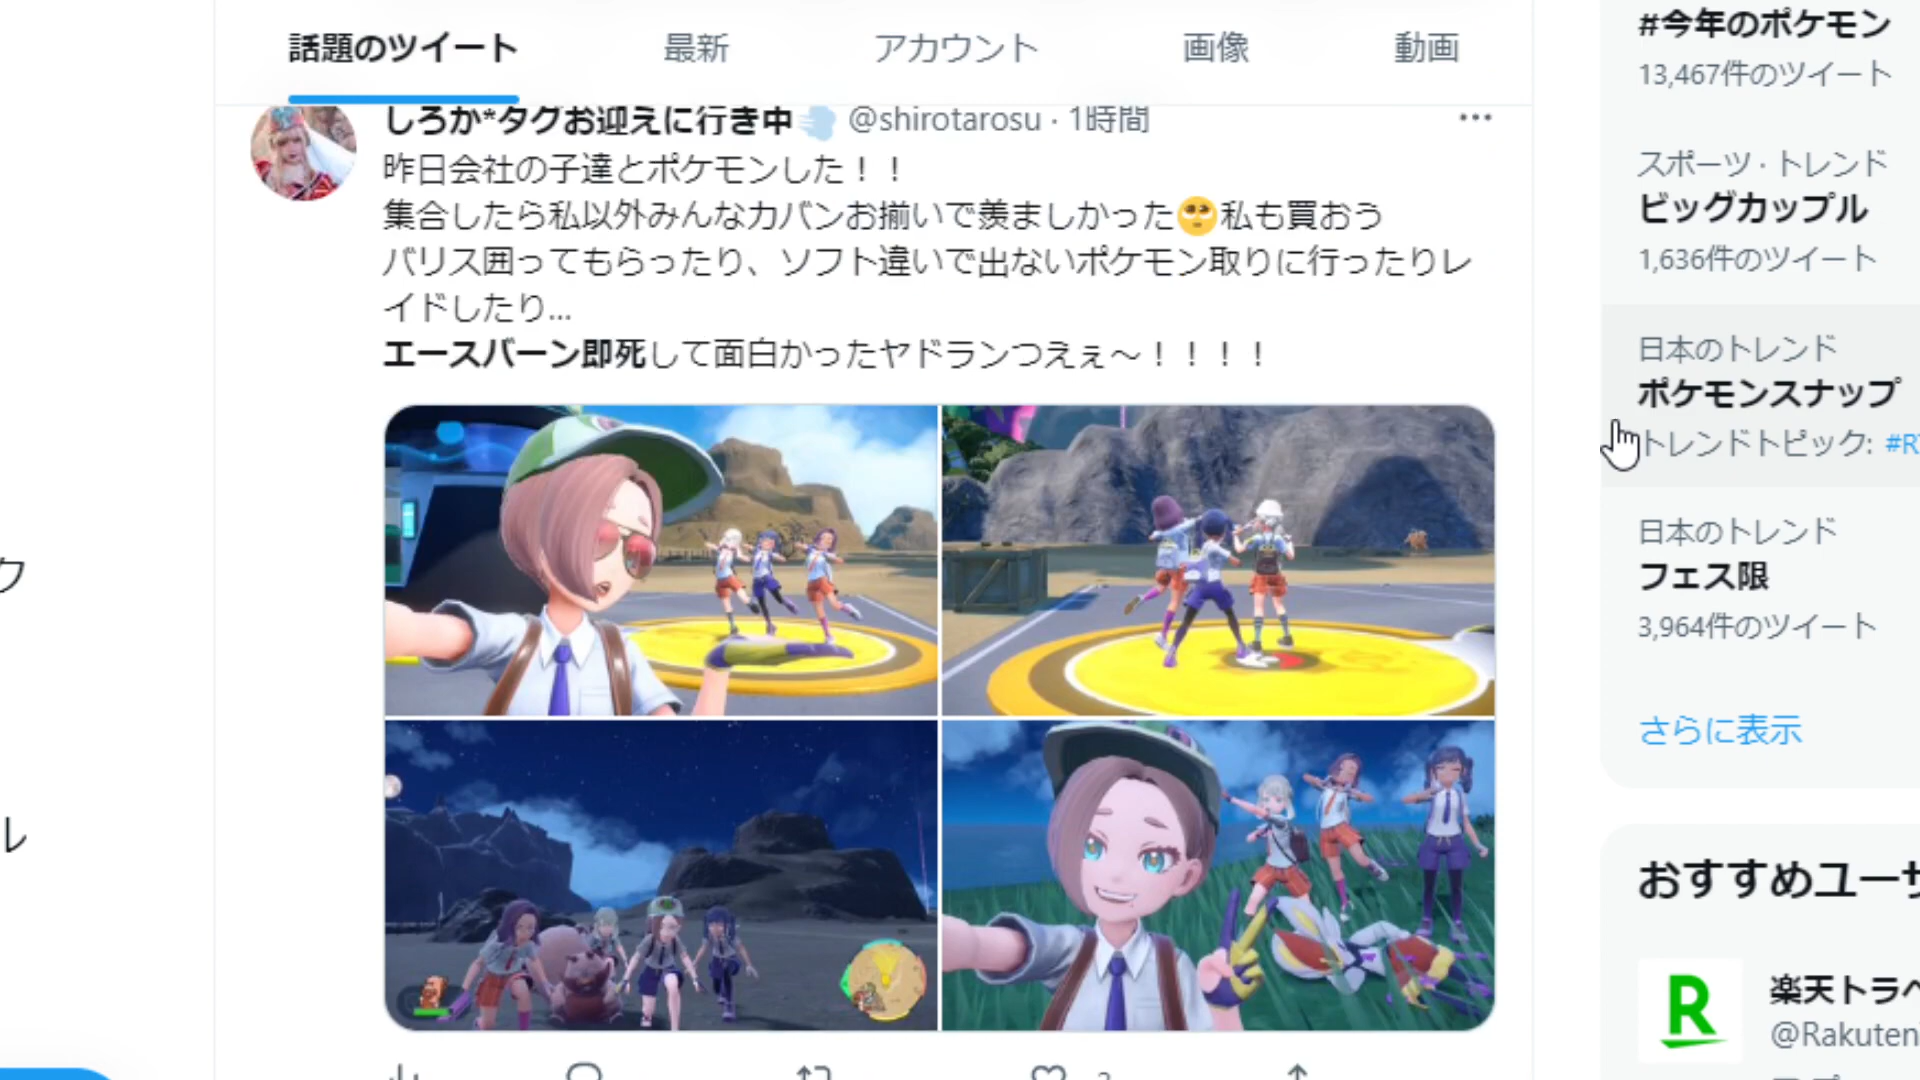 話題のツイート
最新
アカウント
画像
動画
しろか*タグお迎えに行き中💨 @shirotarosu · 1時間
昨日会社の子達とポケモンした！！
集合したら私以外みんなカバンお揃いで羨ましかった🥺私も買おう
バリス囲ってもらったり、ソフト違いで出ないポケモン取りに行ったりレ
イドしたり...
エースバーン即死して面白かったヤドランつえぇ～！！！！
#今年のポケモン
13,467件のツイート
スポーツ · トレンド
ビッグカップル
1,636件のツイート
日本のトレンド
ポケモンスナップ
トレンドトピック: #R
日本のトレンド
フェス限
3,964件のツイート
さらに表示
おすすめユーザ
R
楽天トラベ
@Rakuten
ク
ル